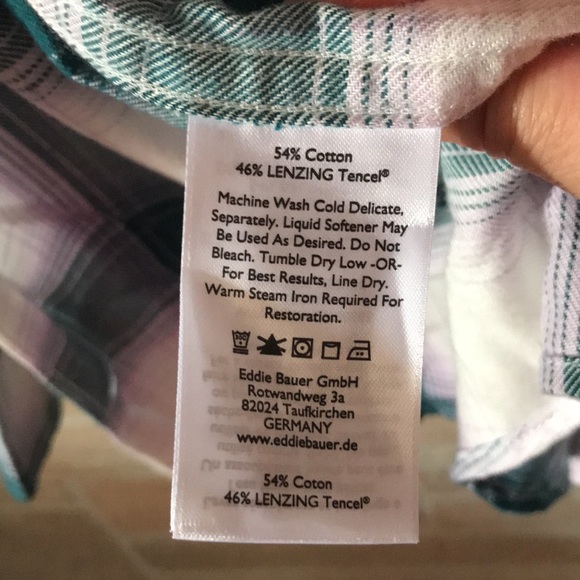 54% Cotton
46% LENZING Tencel®
Machine Wash Cold Delicate,
Separately. Liquid Softener May
Be Used As Desired. Do Not
Bleach. Tumble Dry Low -OR-
For Best Results, Line Dry.
Warm Steam Iron Required For
Restoration.
Eddie Bauer GmbH
Rotwandweg 3a
82024 Taufkirchen
GERMANY
www.eddiebauer.de
54% Coton
46% LENZING Tencel®